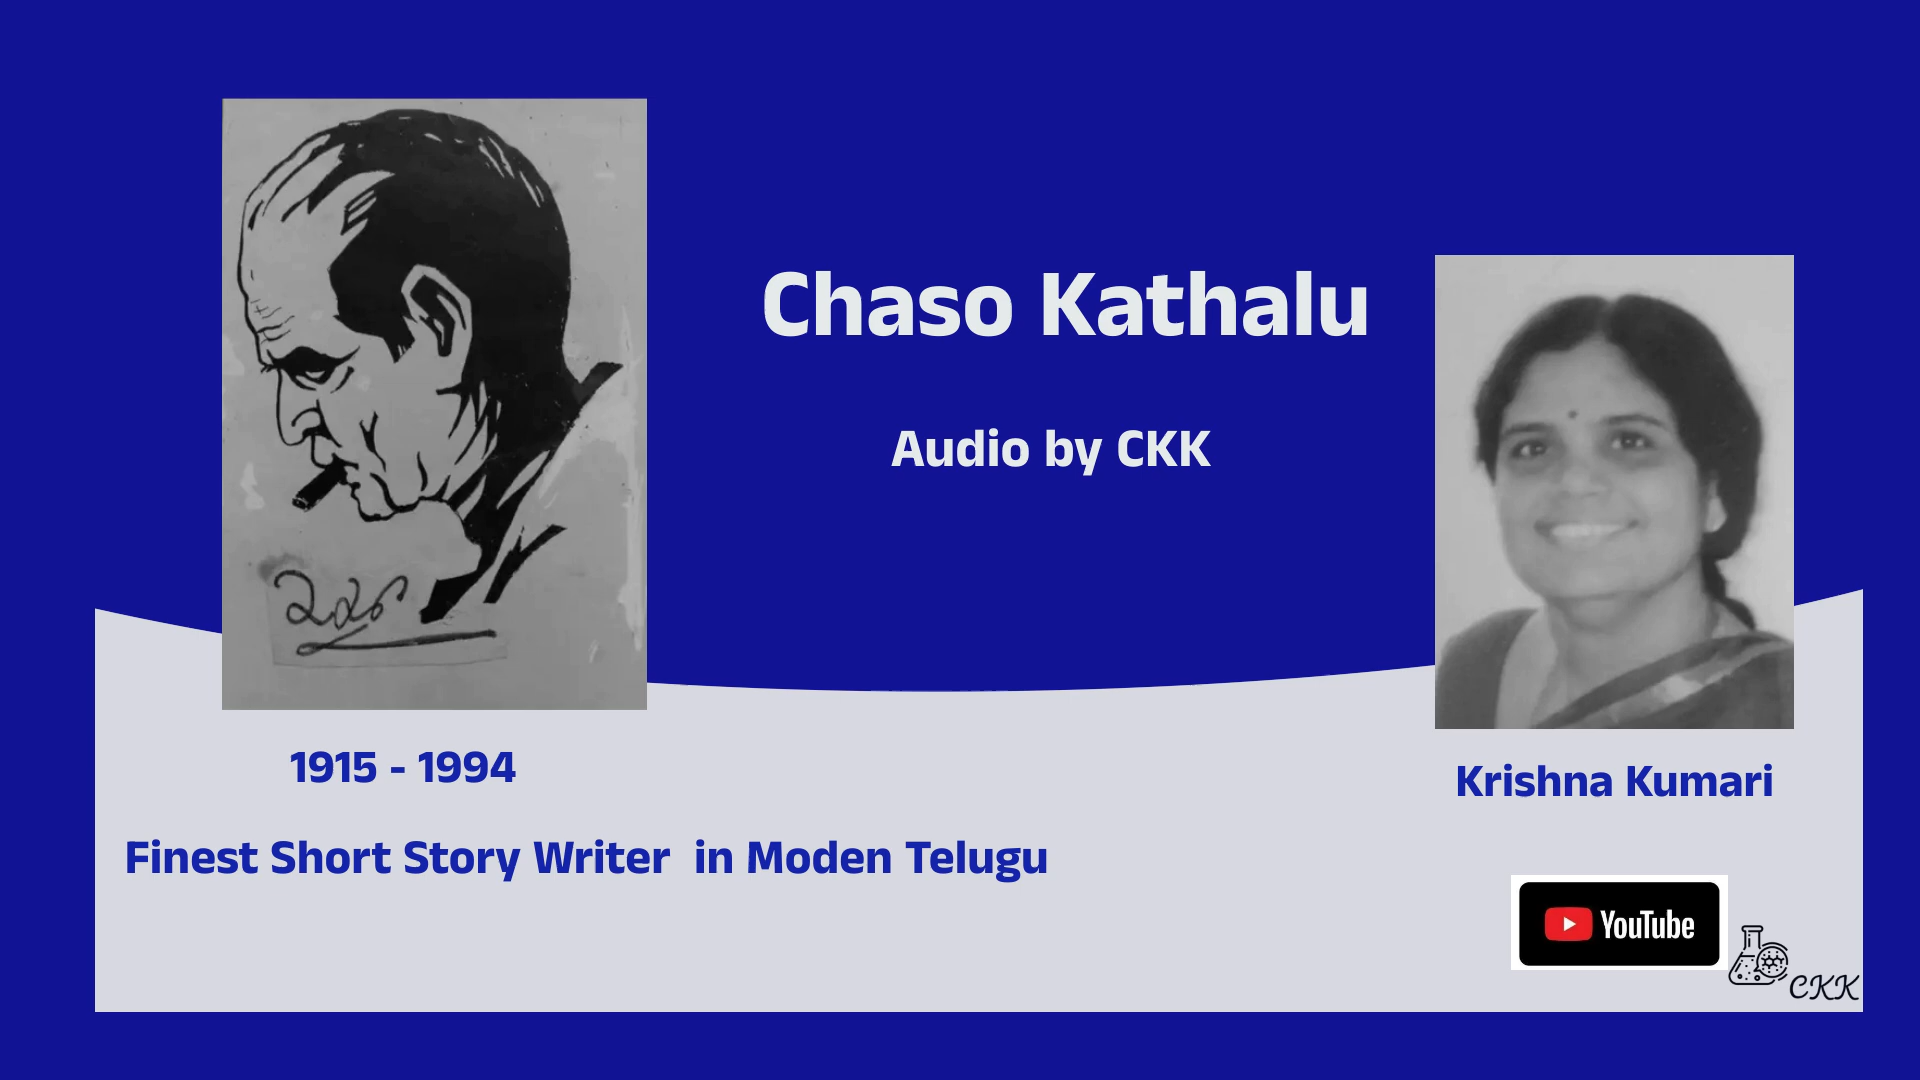 Chaso Kathalu
Audio by CKK
చాసో
1915 - 1994
Krishna Kumari
Finest Short Story Writer in Moden Telugu
YouTube
CKK